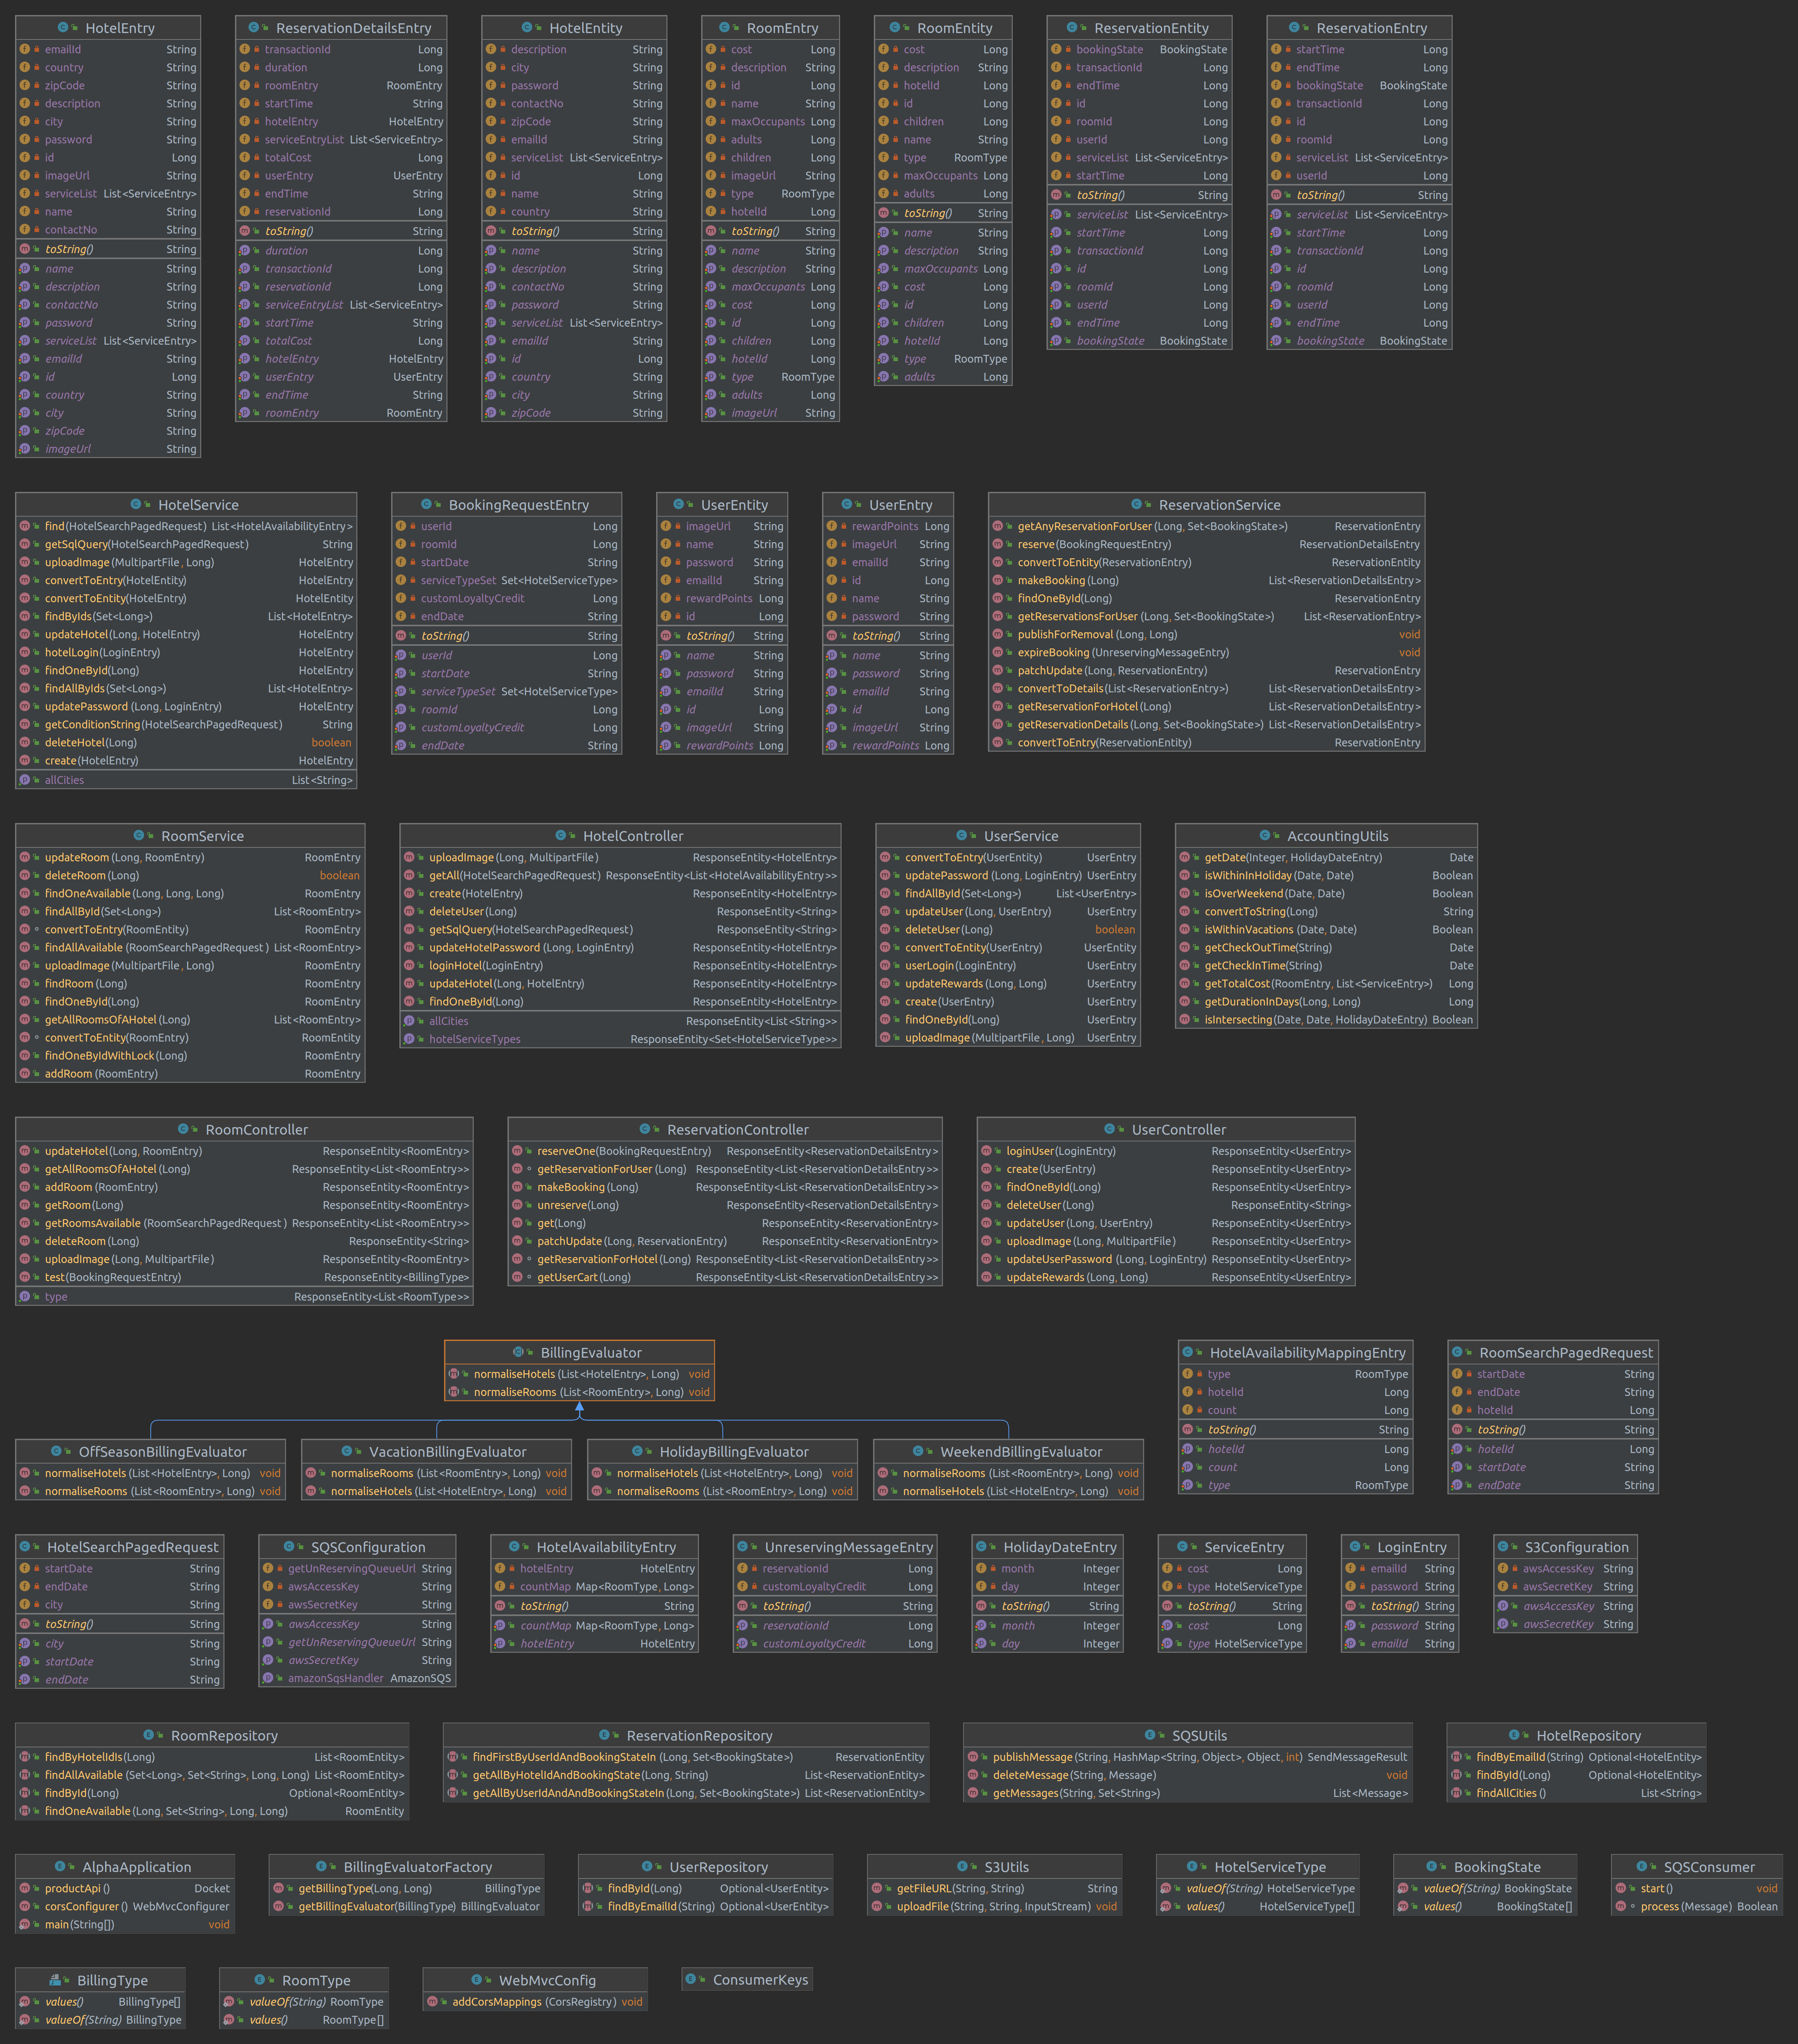 HotelEntry
emailId String
country String
zipCode String
description String
city String
password String
id Long
imageUrl String
serviceList List<ServiceEntry>
name String
contactNo String
toString() String
name String
description String
contactNo String
password String
serviceList List<ServiceEntry>
emailId String
id Long
country String
city String
zipCode String
imageUrl String
ReservationDetailsEntry
transactionId Long
duration Long
roomEntry RoomEntry
startTime String
hotelEntry HotelEntry
serviceEntryList List<ServiceEntry>
totalCost Long
userEntry UserEntry
endTime String
reservationId Long
toString() String
duration Long
transactionId Long
reservationId Long
serviceEntryList List<ServiceEntry>
startTime String
totalCost Long
hotelEntry HotelEntry
userEntry UserEntry
endTime String
roomEntry RoomEntry
HotelEntity
description String
city String
password String
contactNo String
zipCode String
emailId String
serviceList List<ServiceEntry>
id Long
name String
country String
toString() String
name String
description String
contactNo String
password String
serviceList List<ServiceEntry>
emailId String
id Long
country String
city String
zipCode String
RoomEntry
cost Long
description String
id Long
name String
maxOccupants Long
adults Long
children Long
imageUrl String
type RoomType
hotelId Long
toString() String
name String
description String
maxOccupants Long
cost Long
id Long
children Long
hotelId Long
type RoomType
adults Long
imageUrl String
RoomEntity
cost Long
description String
hotelId Long
id Long
children Long
name String
type RoomType
maxOccupants Long
adults Long
toString() String
name String
description String
maxOccupants Long
cost Long
id Long
children Long
hotelId Long
type RoomType
adults Long
ReservationEntity
bookingState BookingState
transactionId Long
endTime Long
id Long
roomId Long
userId Long
serviceList List<ServiceEntry>
startTime Long
toString() String
serviceList List<ServiceEntry>
startTime Long
transactionId Long
id Long
roomId Long
userId Long
endTime Long
bookingState BookingState
ReservationEntry
startTime Long
endTime Long
bookingState BookingState
transactionId Long
id Long
roomId Long
serviceList List<ServiceEntry>
userId Long
toString() String
serviceList List<ServiceEntry>
startTime Long
transactionId Long
id Long
roomId Long
userId Long
endTime Long
bookingState BookingState
HotelService
find(HotelSearchPagedRequest) List<HotelAvailabilityEntry>
getSqlQuery(HotelSearchPagedRequest) String
uploadImage(MultipartFile, Long) HotelEntry
convertToEntry(HotelEntity) HotelEntry
convertToEntity(HotelEntry) HotelEntity
findByIds(Set<Long>) List<HotelEntry>
updateHotel(Long, HotelEntry) HotelEntry
hotelLogin(LoginEntry) HotelEntry
findOneById(Long) HotelEntry
findAllByIds(Set<Long>) List<HotelEntry>
updatePassword(Long, LoginEntry) HotelEntry
getConditionString(HotelSearchPagedRequest) String
deleteHotel(Long) boolean
create(HotelEntry) HotelEntry
allCities List<String>
BookingRequestEntry
userId Long
roomId Long
startDate String
serviceTypeSet Set<HotelServiceType>
customLoyaltyCredit Long
endDate String
toString() String
userId Long
startDate String
serviceTypeSet Set<HotelServiceType>
roomId Long
customLoyaltyCredit Long
endDate String
UserEntity
imageUrl String
name String
password String
emailId String
rewardPoints Long
id Long
toString() String
name String
password String
emailId String
id Long
imageUrl String
rewardPoints Long
UserEntry
rewardPoints Long
imageUrl String
emailId String
id Long
name String
password String
toString() String
name String
password String
emailId String
id Long
imageUrl String
rewardPoints Long
ReservationService
getAnyReservationForUser(Long, Set<BookingState>) ReservationEntry
reserve(BookingRequestEntry) ReservationDetailsEntry
convertToEntity(ReservationEntry) ReservationEntity
makeBooking(Long) List<ReservationDetailsEntry>
findOneById(Long) ReservationEntry
getReservationsForUser(Long, Set<BookingState>) List<ReservationEntry>
publishForRemoval(Long, Long) void
expireBooking(UnreservingMessageEntry) void
patchUpdate(Long, ReservationEntry) ReservationEntry
convertToDetails(List<ReservationEntry>) List<ReservationDetailsEntry>
getReservationForHotel(Long) List<ReservationDetailsEntry>
getReservationDetails(Long, Set<BookingState>) List<ReservationDetailsEntry>
convertToEntry(ReservationEntity) ReservationEntry
RoomService
updateRoom(Long, RoomEntry) RoomEntry
deleteRoom(Long) boolean
findOneAvailable(Long, Long, Long) RoomEntry
findAllById(Set<Long>) List<RoomEntry>
convertToEntry(RoomEntity) RoomEntry
findAllAvailable(RoomSearchPagedRequest) List<RoomEntry>
uploadImage(MultipartFile, Long) RoomEntry
findRoom(Long) RoomEntry
findOneById(Long) RoomEntry
getAllRoomsOfAHotel(Long) List<RoomEntry>
convertToEntity(RoomEntry) RoomEntity
findOneByIdWithLock(Long) RoomEntry
addRoom(RoomEntry) RoomEntry
HotelController
uploadImage(Long, MultipartFile) ResponseEntity<HotelEntry>
getAll(HotelSearchPagedRequest) ResponseEntity<List<HotelAvailabilityEntry>>
create(HotelEntry) ResponseEntity<HotelEntry>
deleteUser(Long) ResponseEntity<String>
getSqlQuery(HotelSearchPagedRequest) ResponseEntity<String>
updateHotelPassword(Long, LoginEntry) ResponseEntity<HotelEntry>
loginHotel(LoginEntry) ResponseEntity<HotelEntry>
updateHotel(Long, HotelEntry) ResponseEntity<HotelEntry>
findOneById(Long) ResponseEntity<HotelEntry>
allCities ResponseEntity<List<String>>
hotelServiceTypes ResponseEntity<Set<HotelServiceType>>
UserService
convertToEntry(UserEntity) UserEntry
updatePassword(Long, LoginEntry) UserEntry
findAllById(Set<Long>) List<UserEntry>
updateUser(Long, UserEntry) UserEntry
deleteUser(Long) boolean
convertToEntity(UserEntry) UserEntity
userLogin(LoginEntry) UserEntry
updateRewards(Long, Long) UserEntry
create(UserEntry) UserEntry
findOneById(Long) UserEntry
uploadImage(MultipartFile, Long) UserEntry
AccountingUtils
getDate(Integer, HolidayDateEntry) Date
isWithinInHoliday(Date, Date) Boolean
isOverWeekend(Date, Date) Boolean
convertToString(Long) String
isWithinVacations(Date, Date) Boolean
getCheckOutTime(String) Date
getCheckInTime(String) Date
getTotalCost(RoomEntry, List<ServiceEntry>) Long
getDurationInDays(Long, Long) Long
isIntersecting(Date, Date, HolidayDateEntry) Boolean
RoomController
updateHotel(Long, RoomEntry) ResponseEntity<RoomEntry>
getAllRoomsOfAHotel(Long) ResponseEntity<List<RoomEntry>>
addRoom(RoomEntry) ResponseEntity<RoomEntry>
getRoom(Long) ResponseEntity<RoomEntry>
getRoomsAvailable(RoomSearchPagedRequest) ResponseEntity<List<RoomEntry>>
deleteRoom(Long) ResponseEntity<String>
uploadImage(Long, MultipartFile) ResponseEntity<RoomEntry>
test(BookingRequestEntry) ResponseEntity<BillingType>
type ResponseEntity<List<RoomType>>
ReservationController
reserveOne(BookingRequestEntry) ResponseEntity<ReservationDetailsEntry>
getReservationForUser(Long) ResponseEntity<List<ReservationDetailsEntry>>
makeBooking(Long) ResponseEntity<List<ReservationDetailsEntry>>
unreserve(Long) ResponseEntity<ReservationDetailsEntry>
get(Long) ResponseEntity<ReservationEntry>
patchUpdate(Long, ReservationEntry) ResponseEntity<ReservationEntry>
getReservationForHotel(Long) ResponseEntity<List<ReservationDetailsEntry>>
getUserCart(Long) ResponseEntity<List<ReservationDetailsEntry>>
UserController
loginUser(LoginEntry) ResponseEntity<UserEntry>
create(UserEntry) ResponseEntity<UserEntry>
findOneById(Long) ResponseEntity<UserEntry>
deleteUser(Long) ResponseEntity<String>
updateUser(Long, UserEntry) ResponseEntity<UserEntry>
uploadImage(Long, MultipartFile) ResponseEntity<UserEntry>
updateUserPassword(Long, LoginEntry) ResponseEntity<UserEntry>
updateRewards(Long, Long) ResponseEntity<UserEntry>
BillingEvaluator
normaliseHotels(List<HotelEntry>, Long) void
normaliseRooms(List<RoomEntry>, Long) void
OffSeasonBillingEvaluator
normaliseHotels(List<HotelEntry>, Long) void
normaliseRooms(List<RoomEntry>, Long) void
VacationBillingEvaluator
normaliseRooms(List<RoomEntry>, Long) void
normaliseHotels(List<HotelEntry>, Long) void
HolidayBillingEvaluator
normaliseHotels(List<HotelEntry>, Long) void
normaliseRooms(List<RoomEntry>, Long) void
WeekendBillingEvaluator
normaliseRooms(List<RoomEntry>, Long) void
normaliseHotels(List<HotelEntry>, Long) void
HotelAvailabilityMappingEntry
type RoomType
hotelId Long
count Long
toString() String
hotelId Long
count Long
type RoomType
RoomSearchPagedRequest
startDate String
endDate String
hotelId Long
toString() String
hotelId Long
startDate String
endDate String
HotelSearchPagedRequest
startDate String
endDate String
city String
toString() String
city String
startDate String
endDate String
SQSConfiguration
getUnReservingQueueUrl String
awsAccessKey String
awsSecretKey String
awsAccessKey String
getUnReservingQueueUrl String
awsSecretKey String
amazonSqsHandler AmazonSQS
HotelAvailabilityEntry
hotelEntry HotelEntry
countMap Map<RoomType, Long>
toString() String
countMap Map<RoomType, Long>
hotelEntry HotelEntry
UnreservingMessageEntry
reservationId Long
customLoyaltyCredit Long
toString() String
reservationId Long
customLoyaltyCredit Long
HolidayDateEntry
month Integer
day Integer
toString() String
month Integer
day Integer
ServiceEntry
cost Long
type HotelServiceType
toString() String
cost Long
type HotelServiceType
LoginEntry
emailId String
password String
toString() String
password String
emailId String
S3Configuration
awsAccessKey String
awsSecretKey String
awsAccessKey String
awsSecretKey String
RoomRepository
findByHotelIdIs(Long) List<RoomEntity>
findAllAvailable(Set<Long>, Set<String>, Long, Long) List<RoomEntity>
findById(Long) Optional<RoomEntity>
findOneAvailable(Long, Set<String>, Long, Long) RoomEntity
ReservationRepository
findFirstByUserIdAndBookingStateIn(Long, Set<BookingState>) ReservationEntity
getAllByHotelIdAndBookingState(Long, String) List<ReservationEntity>
getAllByUserIdAndAndBookingStateIn(Long, Set<BookingState>) List<ReservationEntity>
SQSUtils
publishMessage(String, HashMap<String, Object>, Object, int) SendMessageResult
deleteMessage(String, Message) void
getMessages(String, Set<String>) List<Message>
HotelRepository
findByEmailId(String) Optional<HotelEntity>
findById(Long) Optional<HotelEntity>
findAllCities() List<String>
AlphaApplication
productApi() Docket
corsConfigurer() WebMvcConfigurer
main(String[]) void
BillingEvaluatorFactory
getBillingType(Long, Long) BillingType
getBillingEvaluator(BillingType) BillingEvaluator
UserRepository
findById(Long) Optional<UserEntity>
findByEmailId(String) Optional<UserEntity>
S3Utils
getFileURL(String, String) String
uploadFile(String, String, InputStream) void
HotelServiceType
valueOf(String) HotelServiceType
values() HotelServiceType[]
BookingState
valueOf(String) BookingState
values() BookingState[]
SQSConsumer
start() void
process(Message) Boolean
BillingType
values() BillingType[]
valueOf(String) BillingType
RoomType
valueOf(String) RoomType
values() RoomType[]
WebMvcConfig
addCorsMappings(CorsRegistry) void
ConsumerKeys